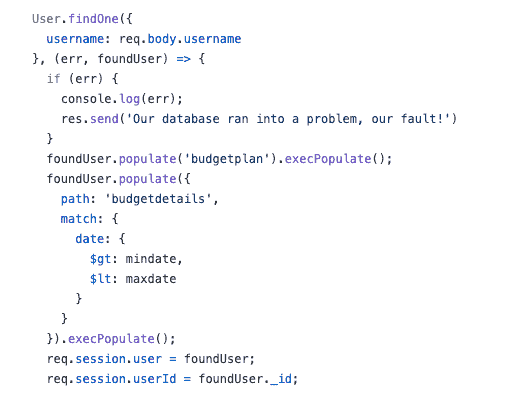 User.findOne({
  username: req.body.username
}, (err, foundUser) => {
  if (err) {
    console.log(err);
    res.send('Our database ran into a problem, our fault!')
  }
  foundUser.populate('budgetplan').execPopulate();
  foundUser.populate({
    path: 'budgetdetails',
    match: {
      date: {
        $gt: mindate,
        $lt: maxdate
      }
    }
  }).execPopulate();
  req.session.user = foundUser;
  req.session.userId = foundUser._id;